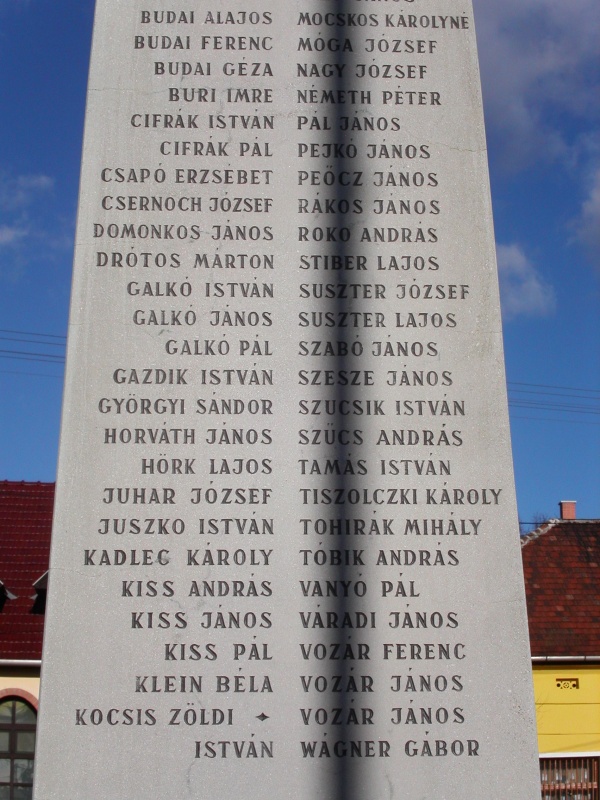 BUDAI ALAJOS MOCSKOS KÁROLYNÉ
BUDAI FERENC MÓGA JÓZSEF
BUDAI GÉZA NAGY JÓZSEF
BURI IMRE NÉMETH PÉTER
CIFRÁK ISTVÁN PÁL JÁNOS
CIFRÁK PÁL PEJKÓ JÁNOS
CSAPÓ ERZSÉBET PEÖCZ JÁNOS
CSERNOCH JÓZSEF RÁKOS JÁNOS
DOMONKOS JÁNOS ROKO ANDRÁS
DRÓTOS MÁRTON STIBER LAJOS
GALKÓ ISTVÁN SUSZTER JÓZSEF
GALKÓ JÁNOS SUSZTER LAJOS
GALKÓ PÁL SZABÓ JÁNOS
GAZDIK ISTVÁN SZESZE JÁNOS
GYÖRGYI SÁNDOR SZUCSIK ISTVÁN
HORVÁTH JÁNOS SZŰCS ANDRÁS
HÖRK LAJOS TAMÁS ISTVÁN
JUHAR JÓZSEF TISZOLCZKI KÁROLY
JUSZKO ISTVÁN TOHIRÁK MIHÁLY
KADLEC KÁROLY TÓBIK ANDRÁS
KISS ANDRÁS VANYÓ PÁL
KISS JÁNOS VÁRADI JÁNOS
KISS PÁL VOZÁR FERENC
KLEIN BÉLA VOZÁR JÁNOS
KOCSIS ZÖLDI VOZÁR JÁNOS
ISTVÁN WÁGNER GÁBOR